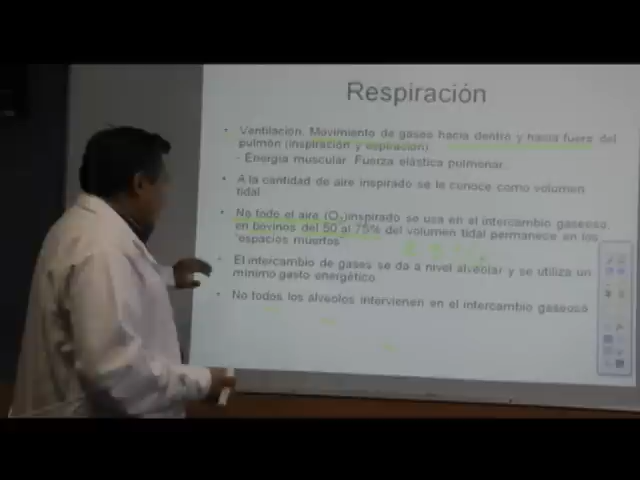 Respiración
• Ventilación. Movimiento de gases hacia dentro y hacia fuera del
pulmón (inspiración y espiración).
- Energía muscular. Fuerza elástica pulmonar.
• A la cantidad de aire inspirado se le conoce como volumen
tidal
• No todo el aire (O₂)inspirado se usa en el intercambio gaseoso,
en bovinos del 50 al 75% del volumen tidal permanece en los
"espacios muertos"
• El intercambio de gases se da a nivel alveolar y se utiliza un
mínimo gasto energético
• No todos los alveolos intervienen en el intercambio gaseoso